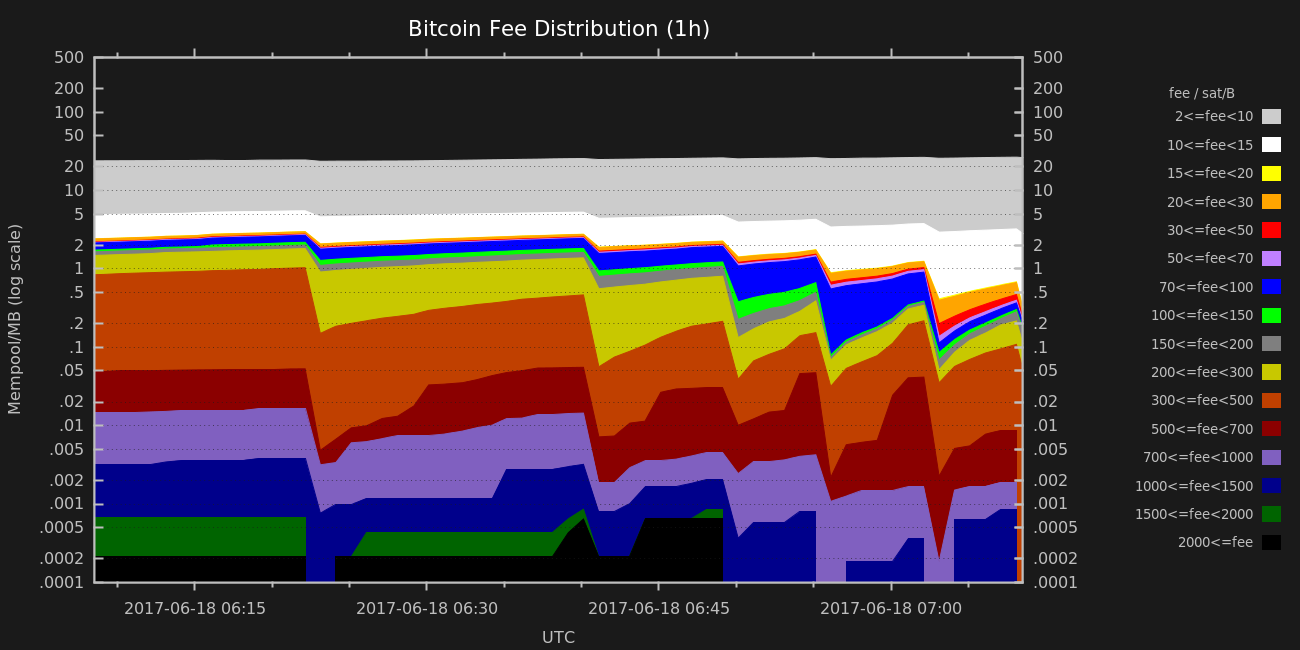 Bitcoin Fee Distribution (1h)
500 500
200 200
100 100
50 50
20 20
10 10
5 5
2 2
1 1
.5 .5
.2 .2
.1 .1
.05 .05
.02 .02
.01 .01
.005 .005
.002 .002
.001 .001
.0005 .0005
.0002 .0002
.0001 .0001
Mempool/MB (log scale)
2017-06-18 06:15 2017-06-18 06:30 2017-06-18 06:45 2017-06-18 07:00
UTC
fee / sat/B
2<=fee<10
10<=fee<15
15<=fee<20
20<=fee<30
30<=fee<50
50<=fee<70
70<=fee<100
100<=fee<150
150<=fee<200
200<=fee<300
300<=fee<500
500<=fee<700
700<=fee<1000
1000<=fee<1500
1500<=fee<2000
2000<=fee